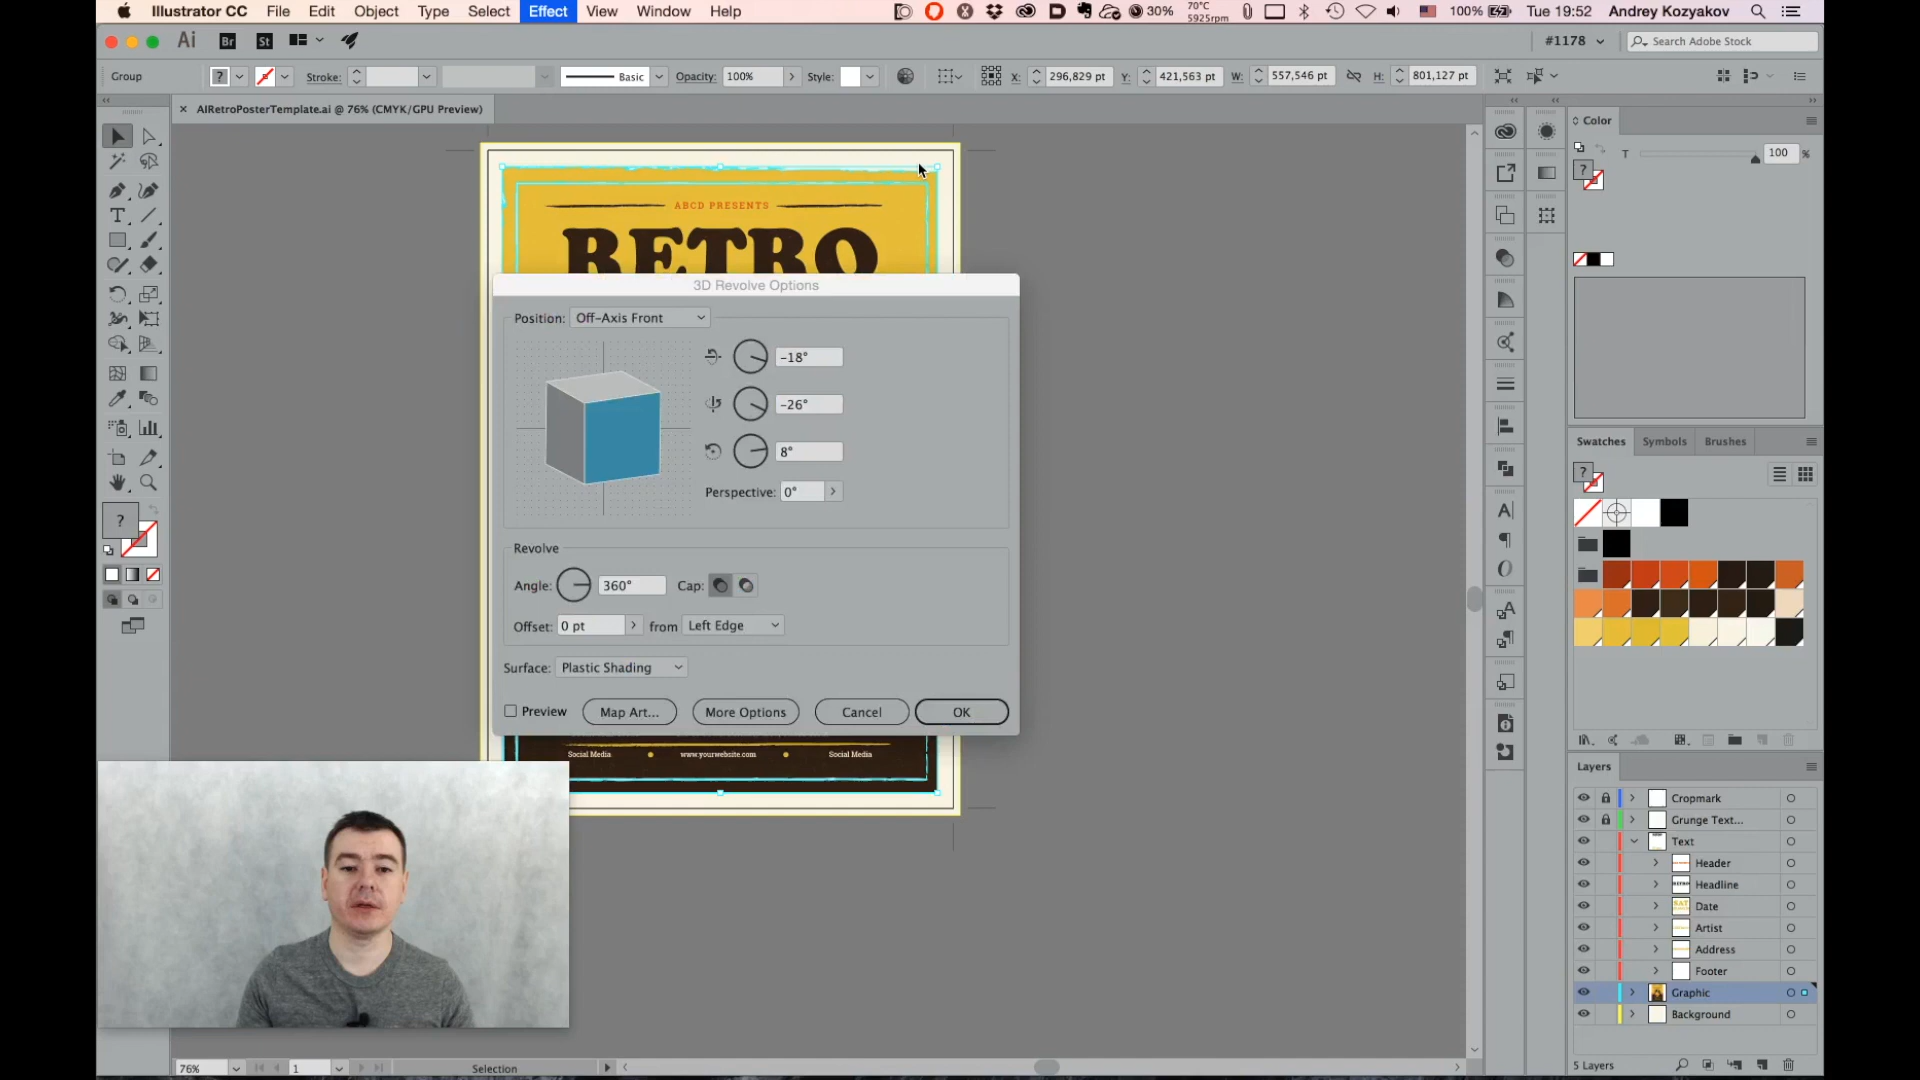 Illustrator CC File Edit Object Type Select Effect View Window Help 30% 70°C 5925rpm 100% Tue 19:52 Andrey Kozyakov
Ai Br St #1178 Search Adobe Stock
Group ? Stroke: Basic Opacity: 100% Style: X: 296,829 pt Y: 421,563 pt W: 557,546 pt H: 801,127 pt
AIRetroPosterTemplate.ai @ 76% (CMYK/GPU Preview)
Color
T 100 %
ABCD PRESENTS
RETRO
3D Revolve Options
Position: Off-Axis Front
-18°
-26°
8°
Perspective: 0°
Revolve
Angle: 360° Cap:
Offset: 0 pt from Left Edge
Surface: Plastic Shading
Preview Map Art... More Options Cancel OK
Social Media www.yourwebsite.com Social Media
Swatches Symbols Brushes
Layers
Cropmark
Grunge Text...
Text
Header
Headline
Date
Artist
Address
Footer
Graphic
Background
5 Layers
76% 1 Selection